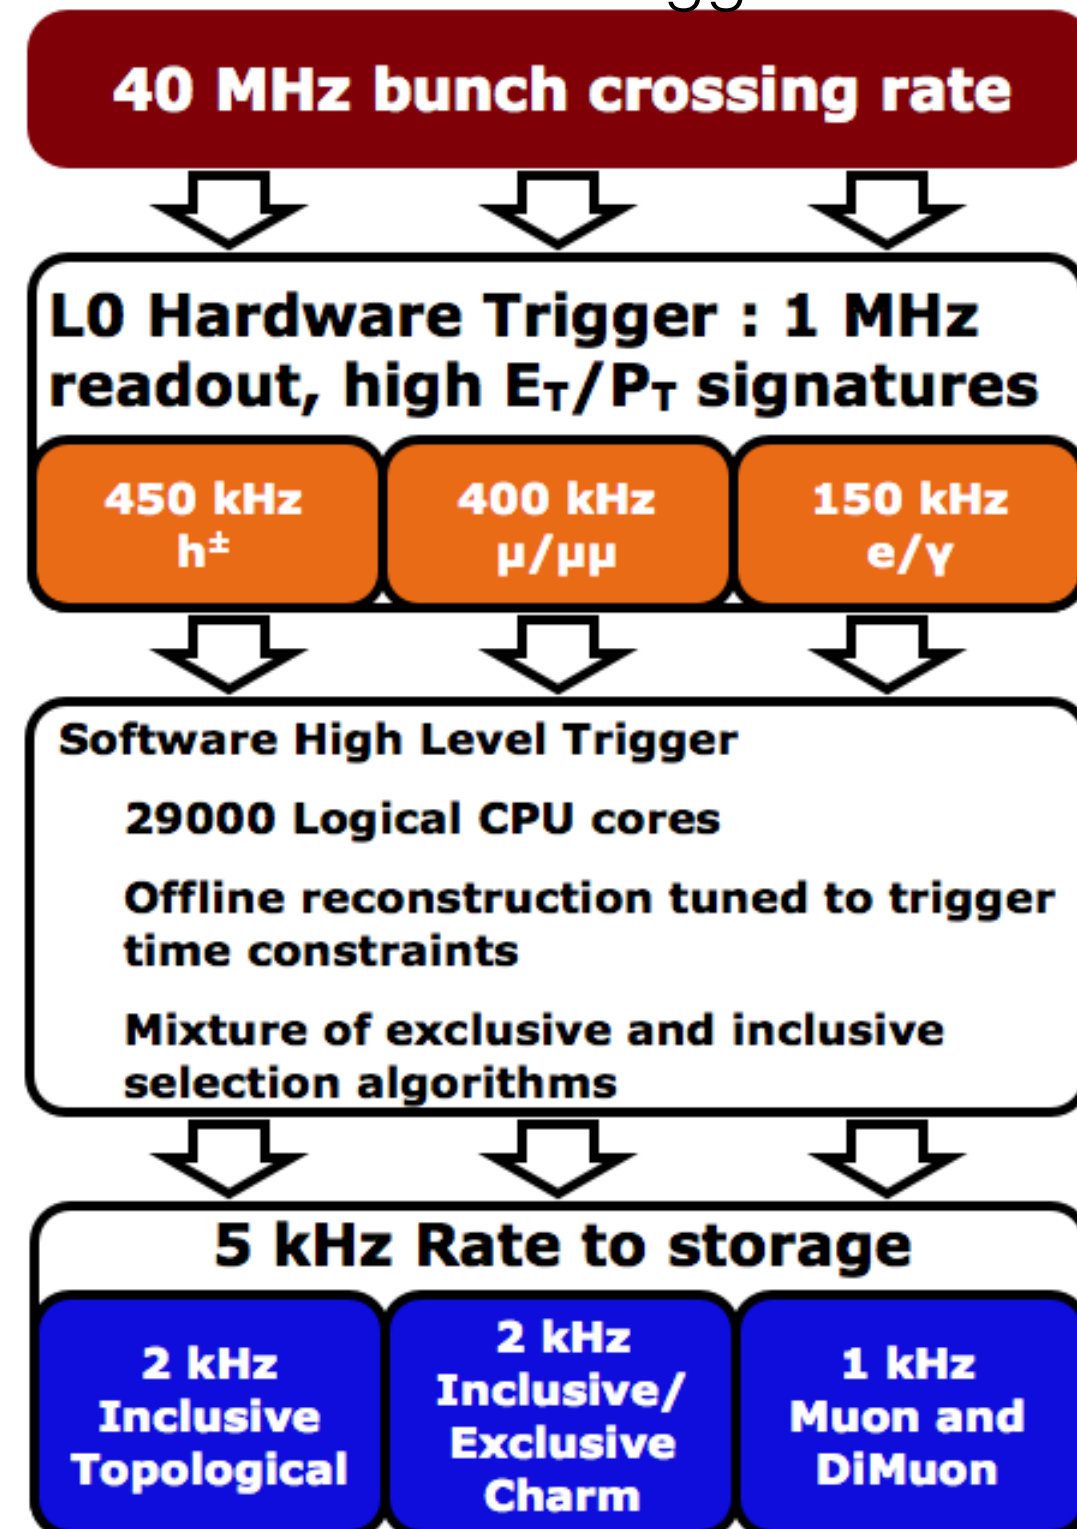 40 MHz bunch crossing rate
L0 Hardware Trigger : 1 MHz
readout, high E_T/P_T signatures
450 kHz
h±
400 kHz
μ/μμ
150 kHz
e/γ
Software High Level Trigger
29000 Logical CPU cores
Offline reconstruction tuned to trigger
time constraints
Mixture of exclusive and inclusive
selection algorithms
5 kHz Rate to storage
2 kHz
Inclusive
Topological
2 kHz
Inclusive/
Exclusive
Charm
1 kHz
Muon and
DiMuon